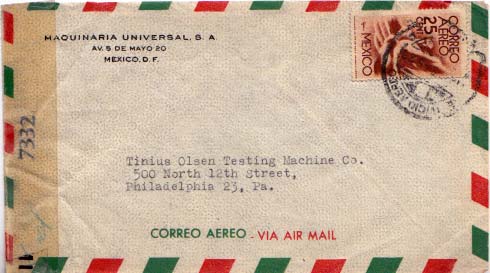 MAQUINARIA UNIVERSAL, S. A.
AV. 5 DE MAYO 20
MEXICO, D. F.
CORREO
AEREO
25
CENTAVOS
MEXICO
7332
Tinius Olsen Testing Machine Co.
500 North 12th Street,
Philadelphia 23, Pa.
CORREO AEREO - VIA AIR MAIL